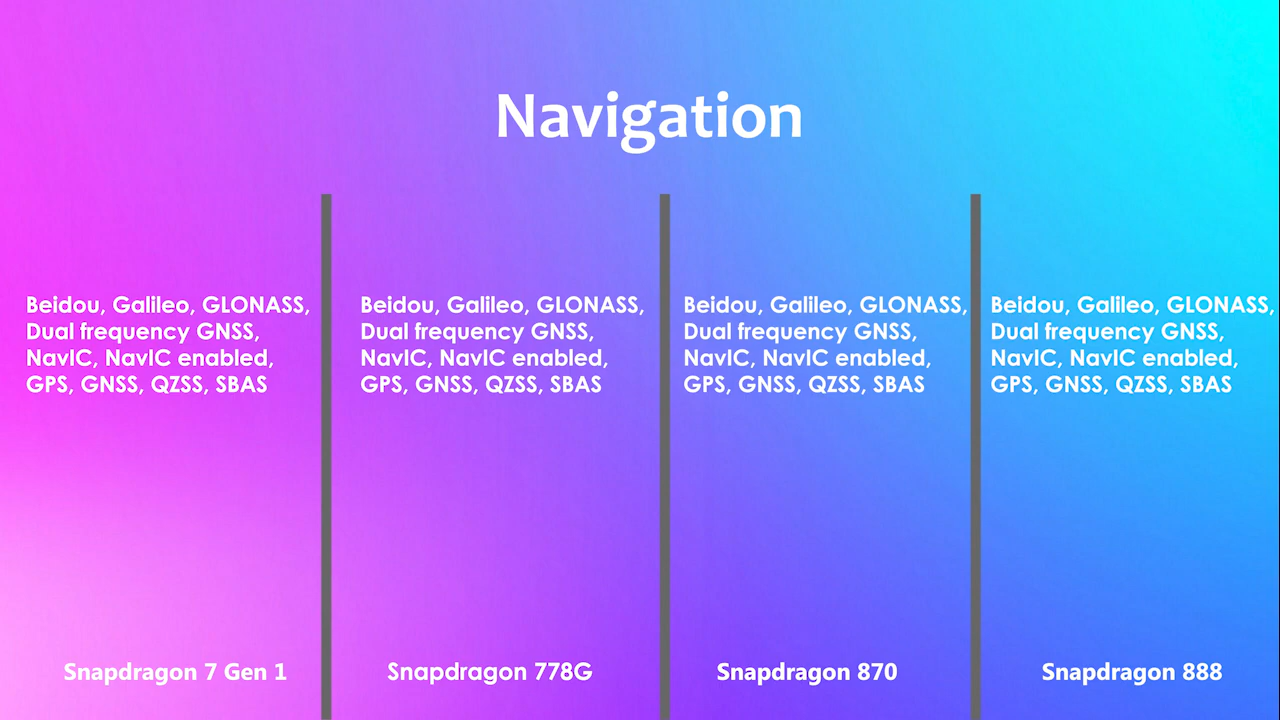 Navigation
Beidou, Galileo, GLONASS,
Dual frequency GNSS,
NavIC, NavIC enabled,
GPS, GNSS, QZSS, SBAS
Beidou, Galileo, GLONASS,
Dual frequency GNSS,
NavIC, NavIC enabled,
GPS, GNSS, QZSS, SBAS
Beidou, Galileo, GLONASS,
Dual frequency GNSS,
NavIC, NavIC enabled,
GPS, GNSS, QZSS, SBAS
Beidou, Galileo, GLONASS,
Dual frequency GNSS,
NavIC, NavIC enabled,
GPS, GNSS, QZSS, SBAS
Snapdragon 7 Gen 1
Snapdragon 778G
Snapdragon 870
Snapdragon 888